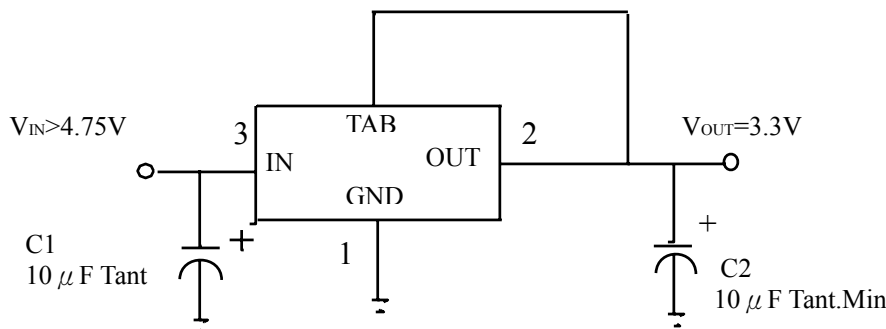 TAB
VIN>4.75V
3
2
VOUT=3.3V
IN
OUT
GND
+
+
C1
1
C2
10 μF Tant
10 μF Tant.Min